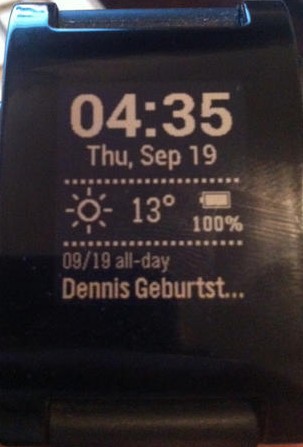 04:35
Thu, Sep 19
13° 100%
09/19 all-day
Dennis Geburtst...